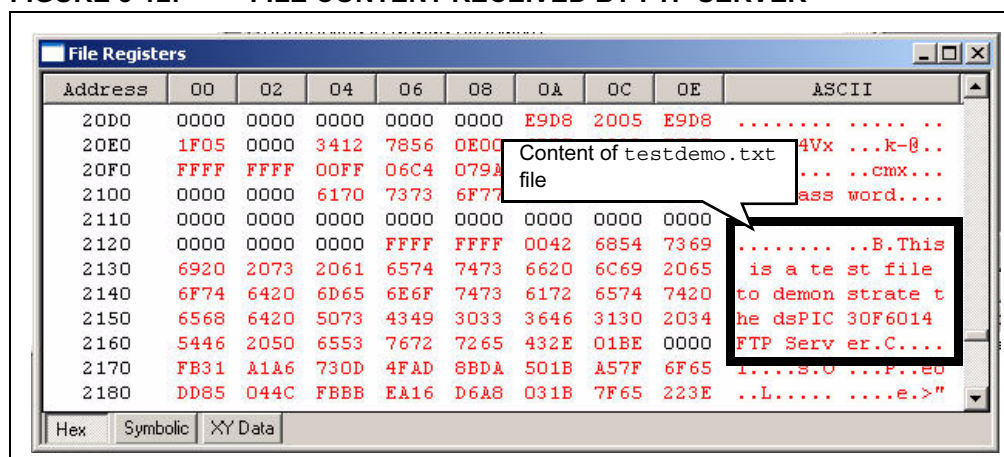 File Registers
Address 00 02 04 06 08 0A 0C 0E ASCII
20D0 0000 0000 0000 0000 0000 E9D8 2005 E9D8 ........ ..... ..
20E0 1F05 0000 3412 7856 0E00 4Vx ...k-@..
20F0 FFFF FFFF 00FF 06C4 079A ..cmx...
2100 0000 0000 6170 7373 6F77 ass word....
2110 0000 0000 0000 0000 0000 0000 0000 0000
2120 0000 0000 0000 FFFF FFFF 0042 6854 7369 ........ ..B.This
2130 6920 2073 2061 6574 7473 6620 6C69 2065 is a te st file
2140 6F74 6420 6D65 6E6F 7473 6172 6574 7420 to demon strate t
2150 6568 6420 5073 4349 3033 3646 3130 2034 he dsPIC 30F6014
2160 5446 2050 6553 7672 7265 432E 01BE 0000 FTP Serv er.C....
2170 FB31 A1A6 730D 4FAD 8BDA 501B A57F 6F65 1....s.O ...P..eo
2180 DD85 044C FBBB EA16 D6A8 031B 7F65 223E ..L..... ....e.>"
Content of testdemo.txt
file
Hex Symbolic XY Data